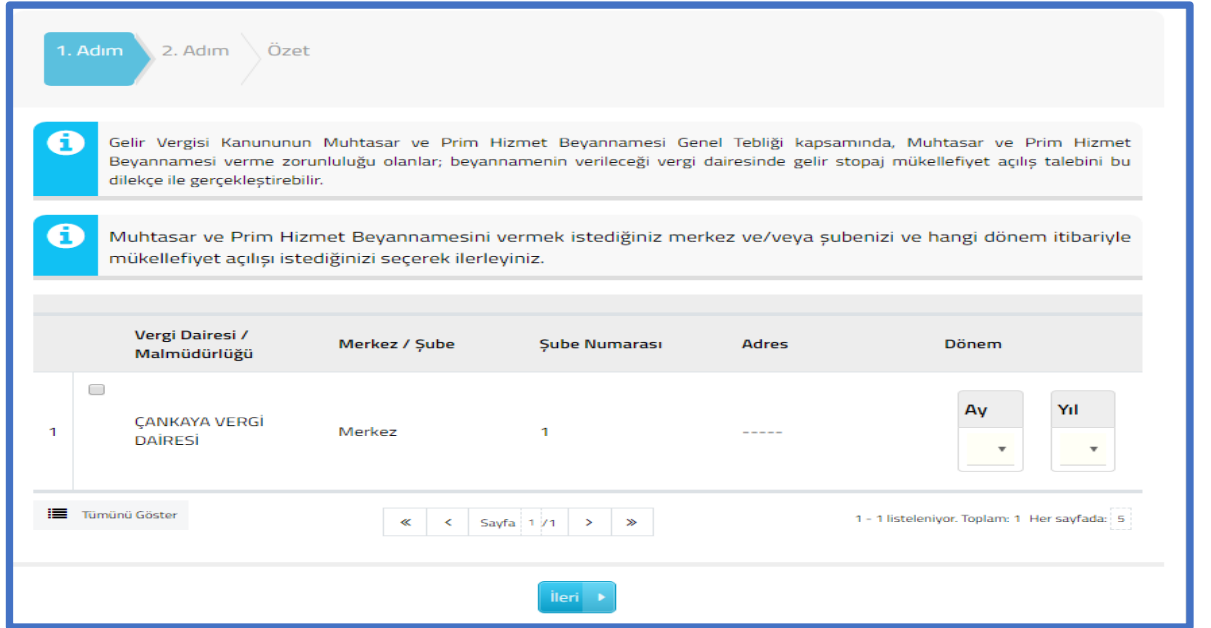 1. Adım 2. Adım Özet
Gelir Vergisi Kanununun Muhtasar ve Prim Hizmet Beyannamesi Genel Tebliği kapsamında, Muhtasar ve Prim Hizmet
Beyannamesi verme zorunluluğu olanlar; beyannamenin verileceği vergi dairesinde gelir stopaj mükellefiyet açılış talebini bu
dilekçe ile gerçekleştirebilir.
Muhtasar ve Prim Hizmet Beyannamesini vermek istediğiniz merkez ve/veya şubenizi ve hangi dönem itibariyle
mükellefiyet açılışı istediğinizi seçerek ilerleyiniz.
Vergi Dairesi /
Malmüdürlüğü
Merkez / Şube
Şube Numarası
Adres
Dönem
1
ÇANKAYA VERGİ
DAİRESİ
Merkez
1
-----
Ay
Yıl
Tümünü Göster
« < Sayfa 1 /1 > »
1 - 1 listeleniyor. Toplam: 1 Her sayfada: 5
İleri